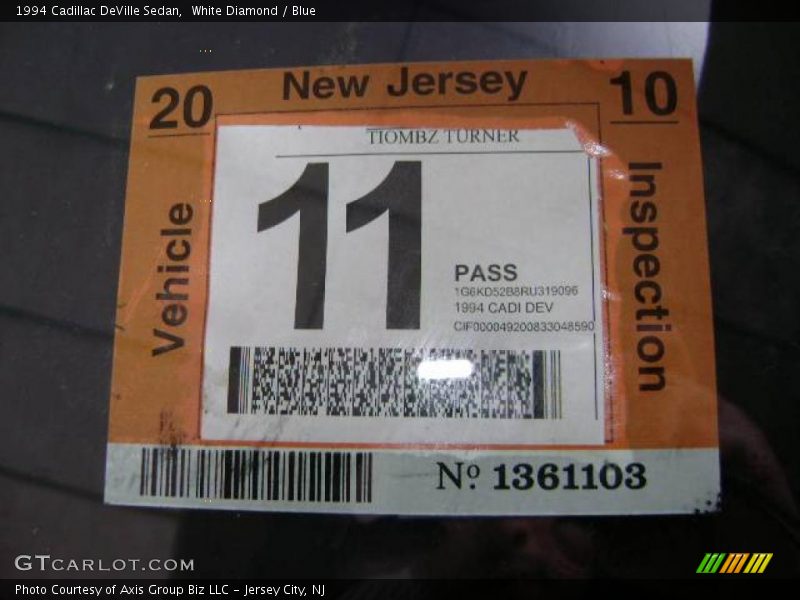 1994 Cadillac DeVille Sedan,  White Diamond / Blue
20 New Jersey 10
TIOMBZ TURNER
11
Vehicle
Inspection
PASS
1G6KD52B8RU319096
1994 CADI DEV
CIF000049200833048590
Nº 1361103
GTCARLOT.COM
Photo Courtesy of Axis Group Biz LLC - Jersey City, NJ